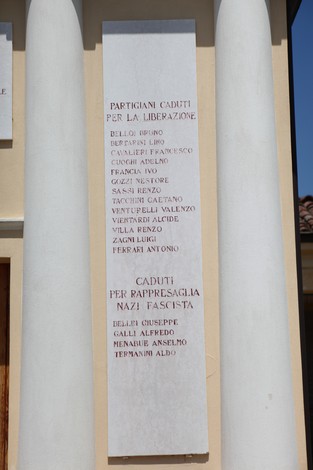 PARTIGIANI CADUTI
PER LA LIBERAZIONE
BELLOI BRUNO
BERTARINI LINO
CAVALIERI FRANCESCO
CUOGHI ADELMO
FRANCIA IVO
GOZZI NESTORE
SASSI RENZO
TACCINI GAETANO
VENTURELLI VALENZO
VIENTARDI ALCIDE
VILLA RENZO
ZAGNI LUIGI
FERRARI ANTONIO
CADUTI
PER RAPPRESAGLIA
NAZI FASCISTA
BELLEI GIUSEPPE
GALLI ALFREDO
MENABUE ANSELMO
TERMANINI ALDO